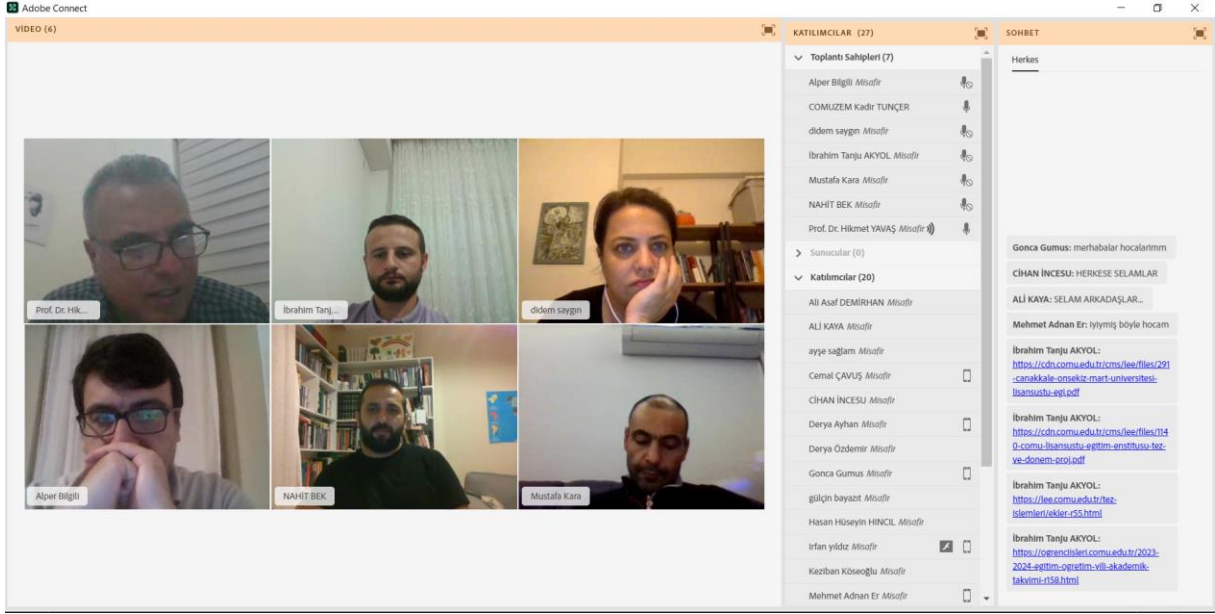 Adobe Connect
VİDEO (6)
Prof. Dr. Hik...
İbrahim Tanj...
didem saygın
Alper Bilgili
NAHİT BEK
Mustafa Kara
KATILIMCILAR (27)
Toplantı Sahipleri (7)
Alper Bilgili Misafir
COMUZEM Kadir TUNÇER
didem saygın Misafir
İbrahim Tanju AKYOL Misafir
Mustafa Kara Misafir
NAHİT BEK Misafir
Prof. Dr. Hikmet YAVAŞ Misafir
Sunucular (0)
Katılımcılar (20)
Ali Asaf DEMİRHAN Misafir
ALİ KAYA Misafir
ayşe sağlam Misafir
Cemal ÇAVUŞ Misafir
CİHAN İNCESU Misafir
Derya Ayhan Misafir
Derya Özdemir Misafir
Gonca Gumus Misafir
gülçin bayazıt Misafir
Hasan Hüseyin HINCIL Misafir
irfan yıldız Misafir
Keziban Köseoğlu Misafir
Mehmet Adnan Er Misafir
SOHBET
Herkes
Gonca Gumus: merhabalar hocalarimm
CİHAN İNCESU: HERKESE SELAMLAR
ALİ KAYA: SELAM ARKADAŞLAR...
Mehmet Adnan Er: iyiymiş böyle hocam
İbrahim Tanju AKYOL:
https://cdn.comu.edu.tr/cms/lee/files/291
-canakkale-onsekiz-mart-universitesi-
lisansustu-egi.pdf
İbrahim Tanju AKYOL:
https://cdn.comu.edu.tr/cms/lee/files/114
0-comu-lisansustu-egitim-enstitusu-tez-
ve-donem-proj.pdf
İbrahim Tanju AKYOL:
https://lee.comu.edu.tr/tez-
islemleri/ekler-r55.html
İbrahim Tanju AKYOL:
https://ogrenciisleri.comu.edu.tr/2023-
2024-egitim-ogretim-yili-akademik-
takvimi-r158.html